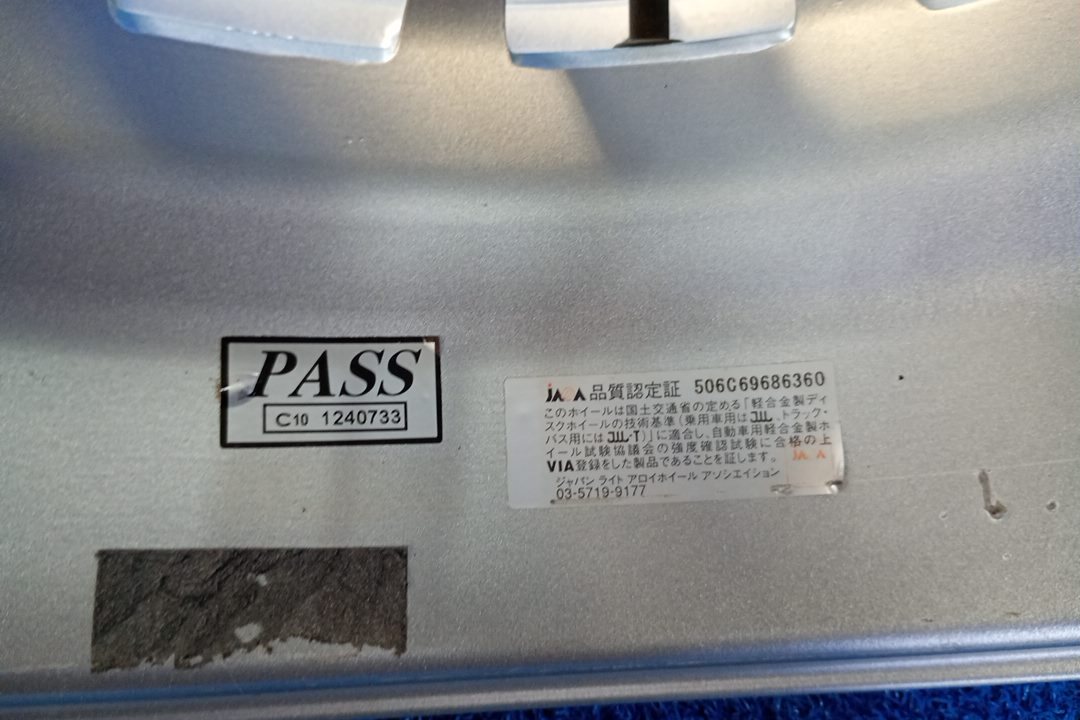 PASS
C10 1240733
JAWA 品質認定証 506C69686360
このホイールは国土交通省の定める「軽合金製ディ
スクホイールの技術基準（乗用車用はJWL、トラック・
バス用にはJWL・T）」に適合し、自動車用軽合金製ホ
イール試験協議会の強度確認試験に合格の上
VIA登録をした製品であることを証します。
ジャパン ライト アロイホイール アソシエイション
03-5719-9177